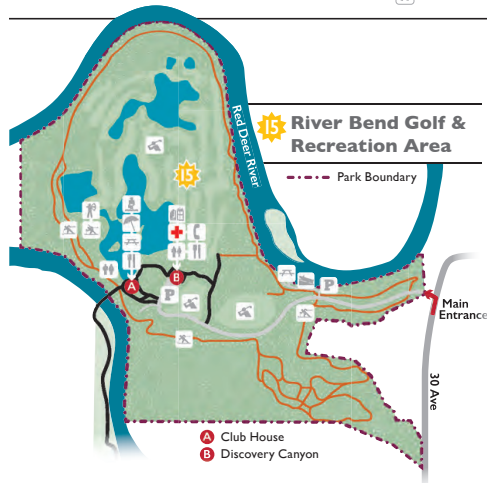 15 River Bend Golf &
Recreation Area
Park Boundary
Red Deer River
15
P
P
A
B
Main
Entrance
30 Ave
A Club House
B Discovery Canyon